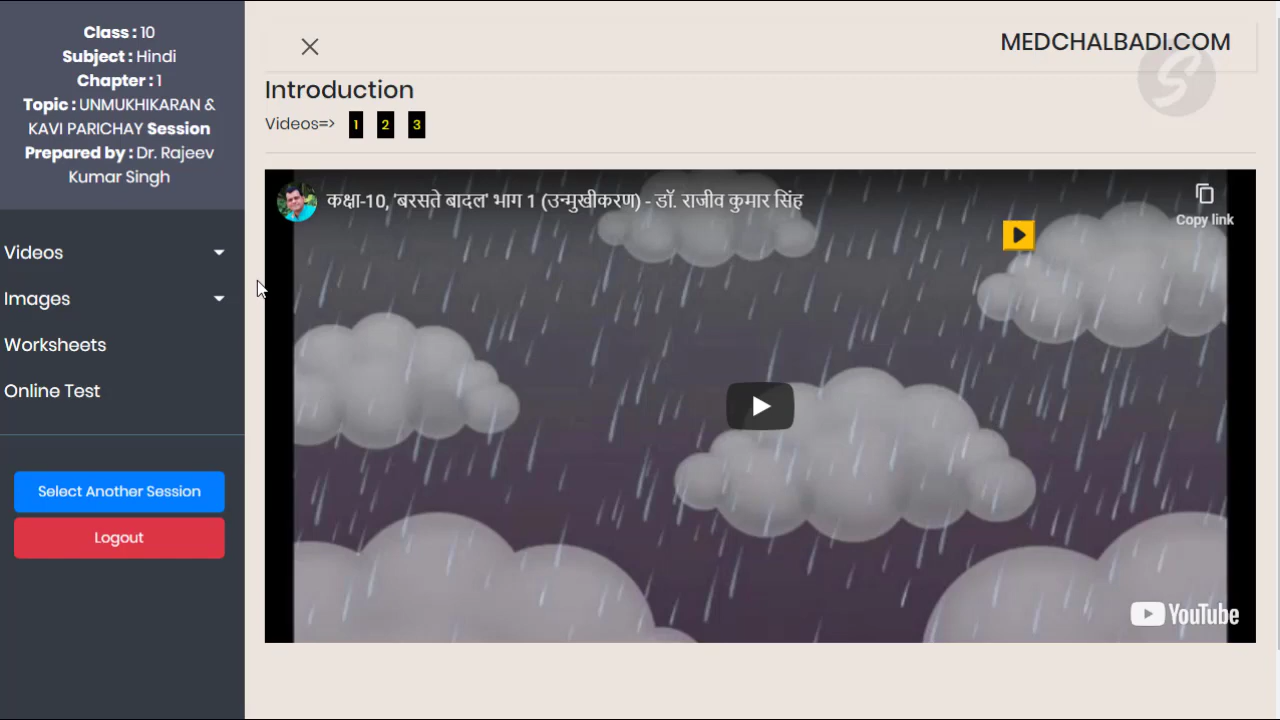 Class : 10
Subject : Hindi
Chapter : 1
Topic : UNMUKHIKARAN &
KAVI PARICHAY Session
Prepared by : Dr. Rajeev
Kumar Singh
Videos
Images
Worksheets
Online Test
Select Another Session
Logout
MEDCHALBADI.COM
S
Introduction
Videos=> 1 2 3
कक्षा-10, 'बरसते बादल' भाग 1 (उन्मुखीकरण) - डॉ. राजीव कुमार सिंह
Copy link
YouTube